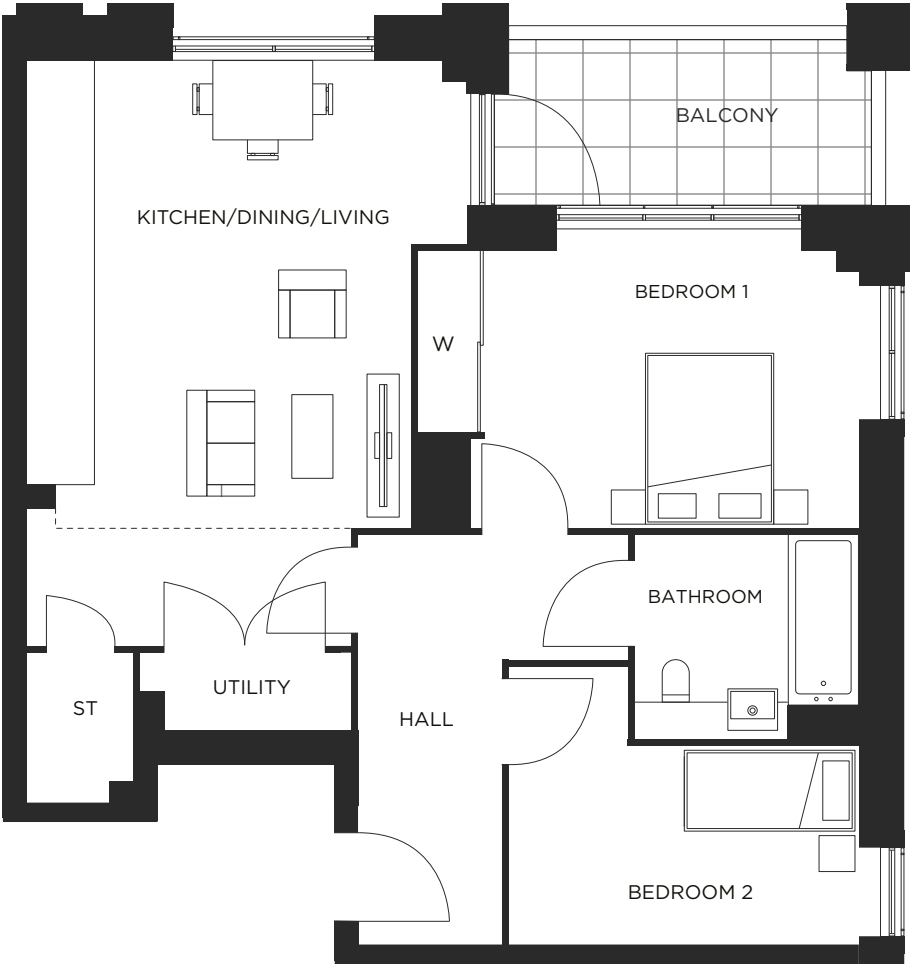 BALCONY
KITCHEN/DINING/LIVING
BEDROOM 1
W
BATHROOM
UTILITY
ST
HALL
BEDROOM 2